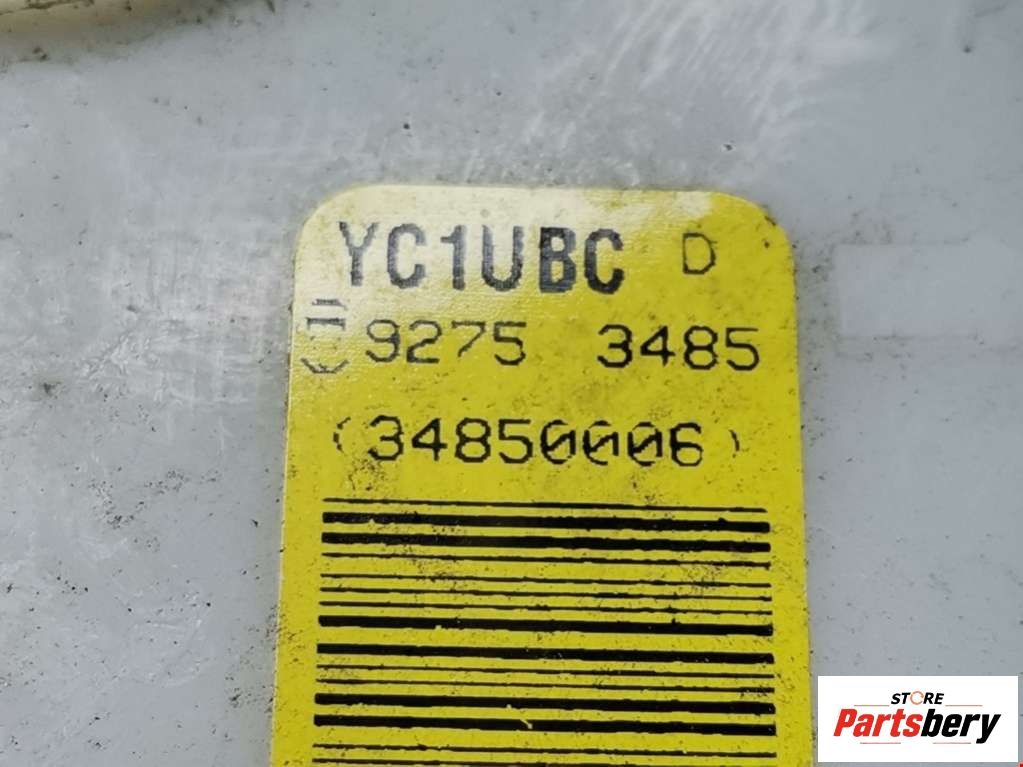 YC1UBC D
9275 3485
(34850006)
STORE
Partsbery